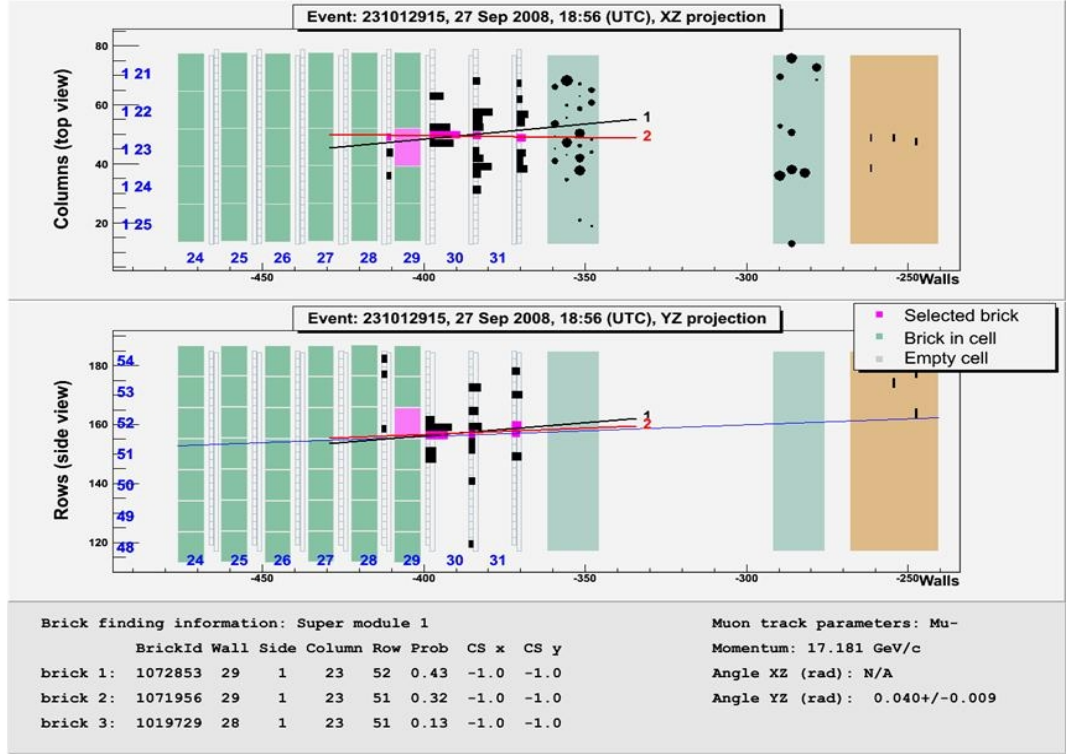 Event: 231012915, 27 Sep 2008, 18:56 (UTC), XZ projection
Columns (top view)
80
60
40
20
1 21
1 22
1 23
1 24
1 25
1
2
24 25 26 27 28 29 30 31
-450 -400 -350 -300 -250 Walls
Event: 231012915, 27 Sep 2008, 18:56 (UTC), YZ projection
Selected brick
Brick in cell
Empty cell
Rows (side view)
180
160
140
120
54
53
52
51
50
49
48
1
2
24 25 26 27 28 29 30 31
-450 -400 -350 -300 -250 Walls
Brick finding information: Super module 1
BrickId Wall Side Column Row Prob CS x CS y
brick 1: 1072853 29 1 23 52 0.43 -1.0 -1.0
brick 2: 1071956 29 1 23 51 0.32 -1.0 -1.0
brick 3: 1019729 28 1 23 51 0.13 -1.0 -1.0
Muon track parameters: Mu-
Momentum: 17.181 GeV/c
Angle XZ (rad): N/A
Angle YZ (rad): 0.040+/-0.009